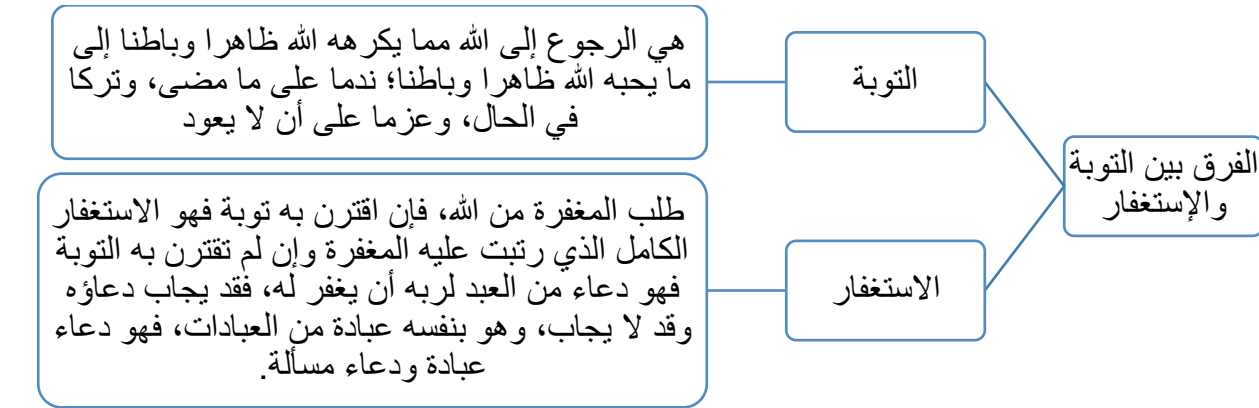 الفرق بين التوبة
والإستغفار
التوبة
هي الرجوع إلى الله مما يكرهه الله ظاهرا وباطنا إلى
ما يحبه الله ظاهرا وباطنا؛ ندما على ما مضى، وتركا
في الحال، وعزما على أن لا يعود
الاستغفار
طلب المغفرة من الله، فإن اقترن به توبة فهو الاستغفار
الكامل الذي رتبت عليه المغفرة وإن لم تقترن به التوبة
فهو دعاء من العبد لربه أن يغفر له، فقد يجاب دعاؤه
وقد لا يجاب، وهو بنفسه عبادة من العبادات، فهو دعاء
عبادة ودعاء مسألة.